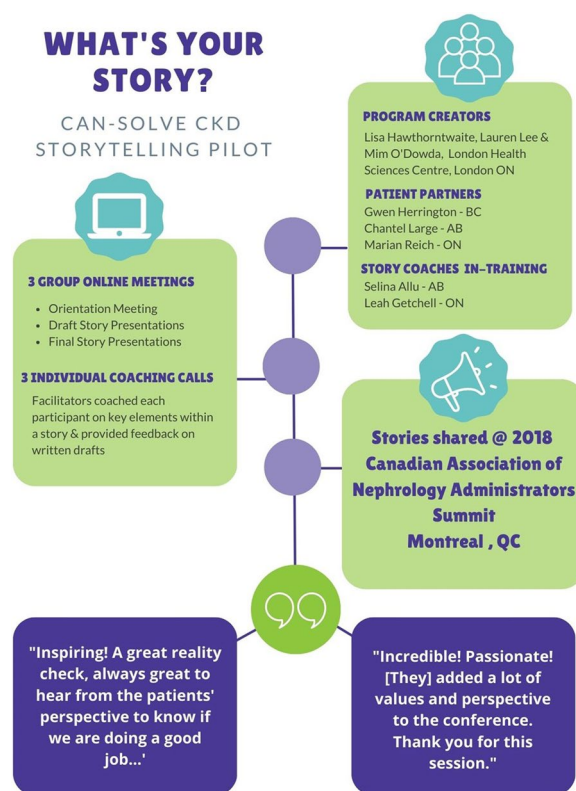 WHAT'S YOUR
STORY?
CAN-SOLVE CKD
STORYTELLING PILOT
PROGRAM CREATORS
Lisa Hawthorntwaite, Lauren Lee &
Mim O'Dowda, London Health
Sciences Centre, London ON
PATIENT PARTNERS
Gwen Herrington - BC
Chantel Large - AB
Marian Reich - ON
STORY COACHES IN-TRAINING
Selina Allu - AB
Leah Getchell - ON
3 GROUP ONLINE MEETINGS
• Orientation Meeting
• Draft Story Presentations
• Final Story Presentations
3 INDIVIDUAL COACHING CALLS
Facilitators coached each
participant on key elements within
a story & provided feedback on
written drafts
Stories shared @ 2018
Canadian Association of
Nephrology Administrators
Summit
Montreal , QC
"Inspiring! A great reality
check, always great to
hear from the patients'
perspective to know if
we are doing a good
job...'
"Incredible! Passionate!
[They] added a lot of
values and perspective
to the conference.
Thank you for this
session."